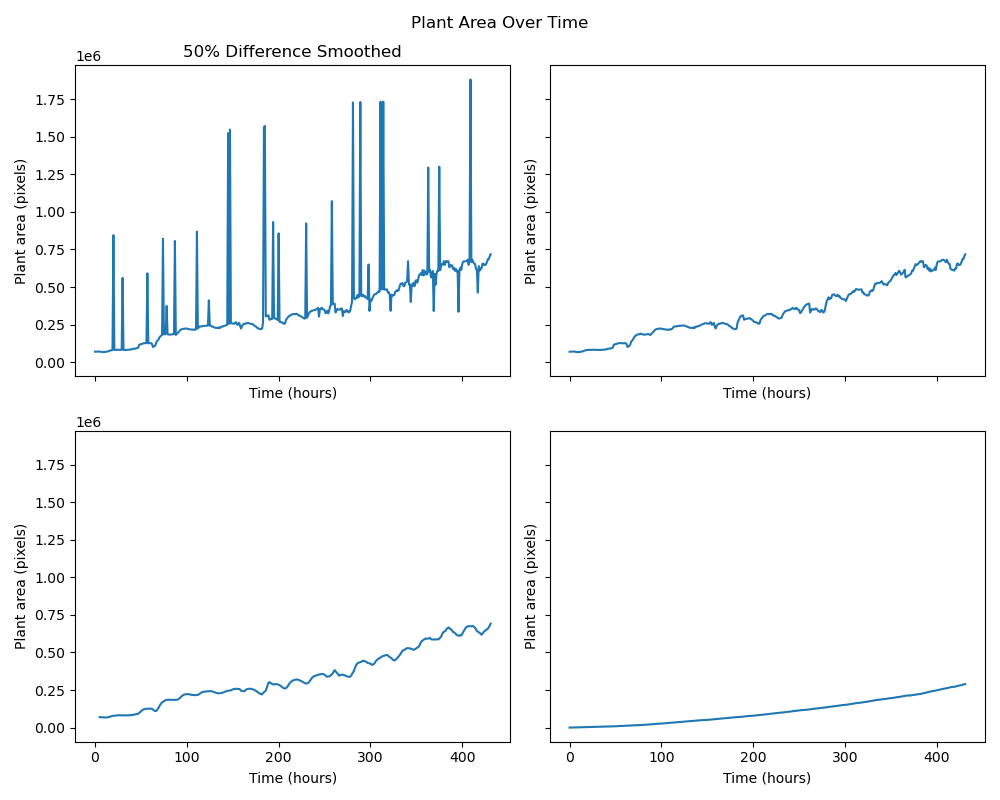 Plant Area Over Time
50% Difference Smoothed
1e6
Plant area (pixels)
1.75
1.50
1.25
1.00
0.75
0.50
0.25
0.00
Time (hours)
Plant area (pixels)
Time (hours)
1e6
Plant area (pixels)
1.75
1.50
1.25
1.00
0.75
0.50
0.25
0.00
0 100 200 300 400
Time (hours)
Plant area (pixels)
0 100 200 300 400
Time (hours)